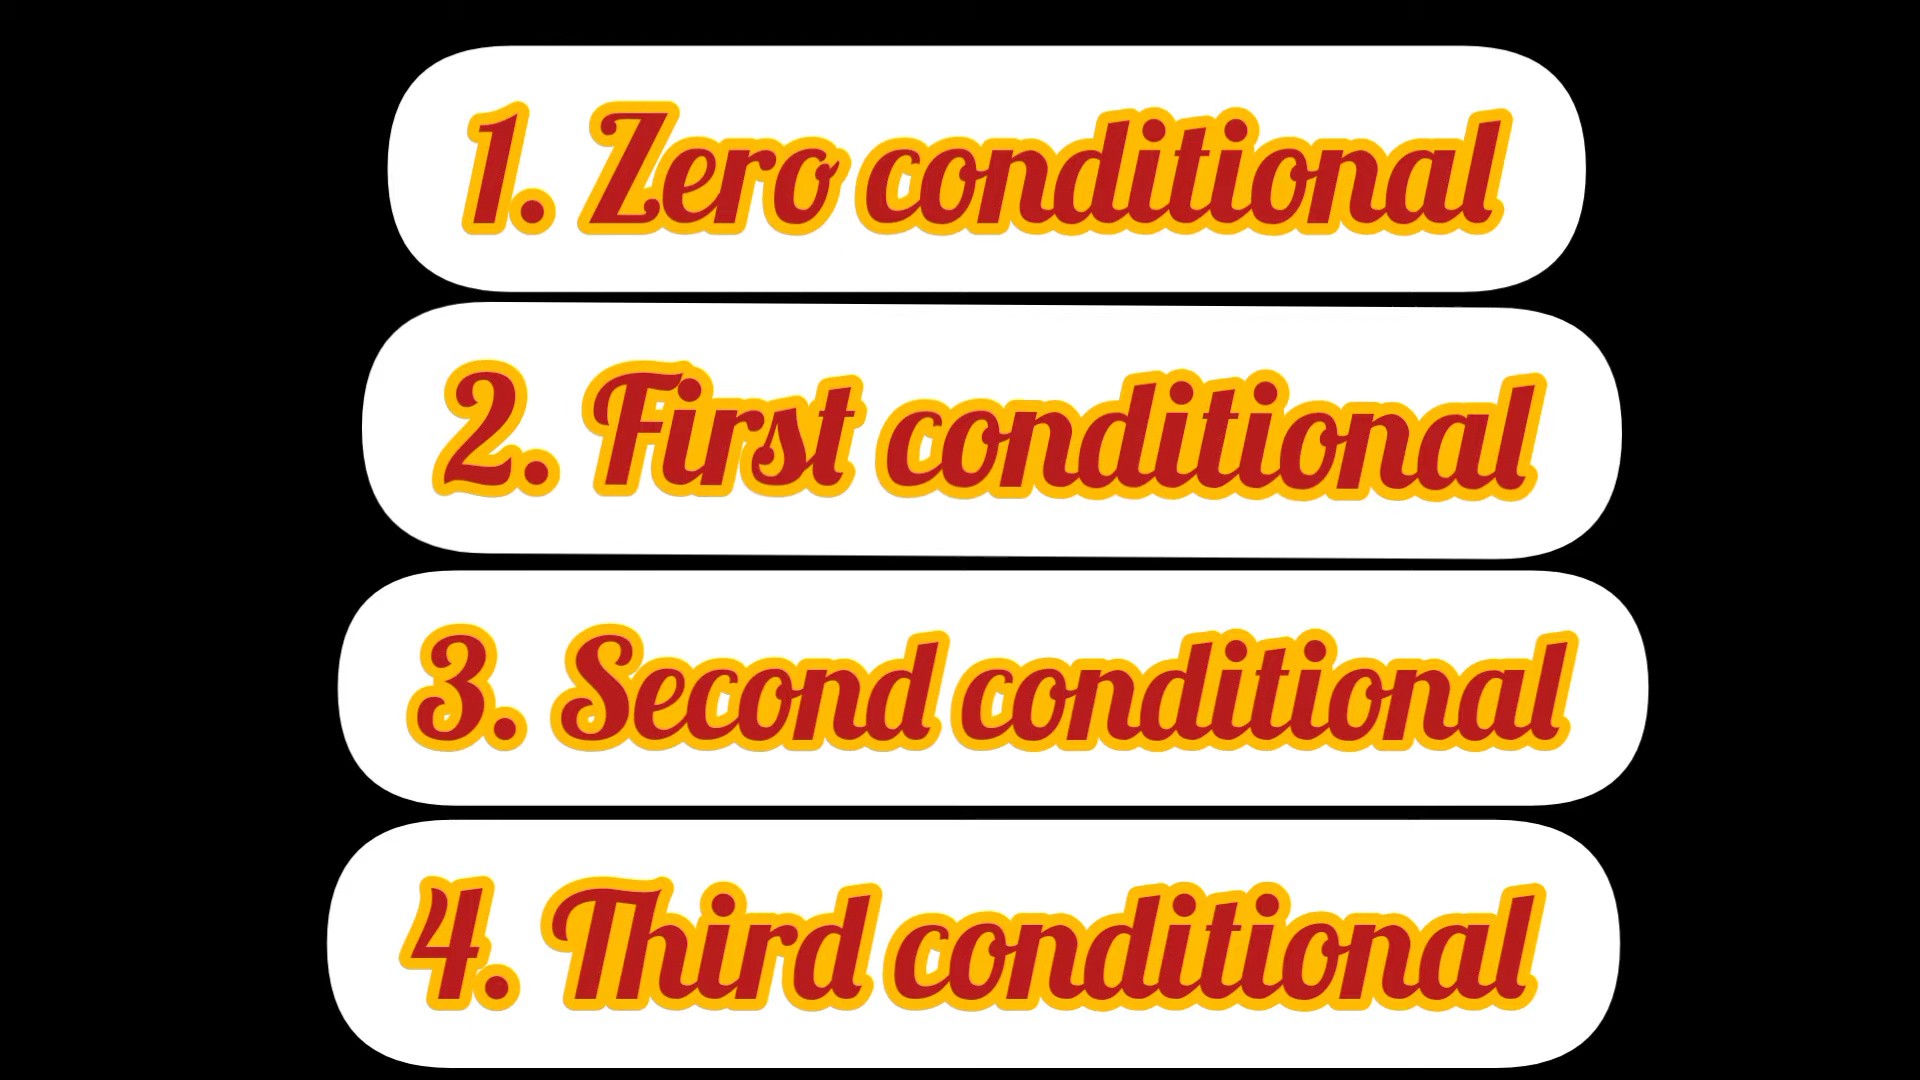 1. Zero conditional
2. First conditional
3. Second conditional
4. Third conditional